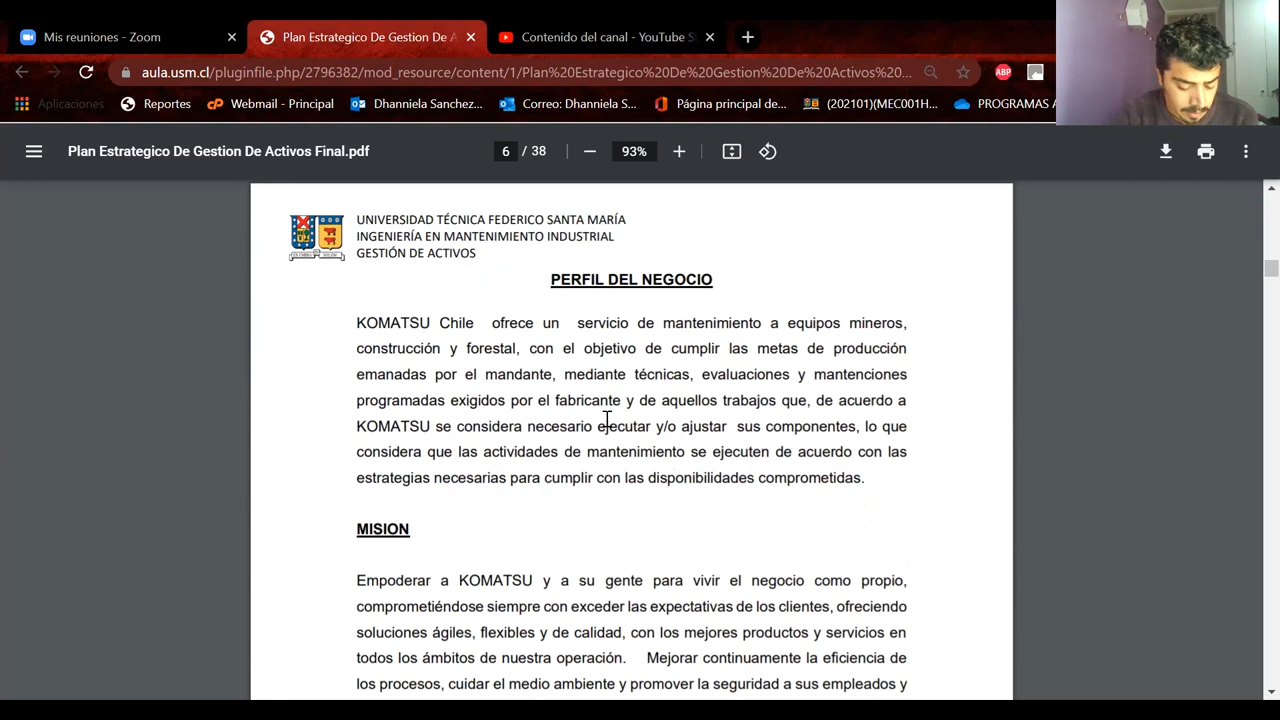 Mis reuniones - Zoom
Plan Estrategico De Gestion De A
Contenido del canal - YouTube S
aula.usm.cl/pluginfile.php/2796382/mod_resource/content/1/Plan%20Estrategico%20De%20Gestion%20De%20Activos%20...
ABP
Aplicaciones
Reportes
Webmail - Principal
Dhanniela Sanchez...
Correo: Dhanniela S...
Página principal de...
(202101)(MEC001H...
PROGRAMAS A
Plan Estrategico De Gestion De Activos Final.pdf
6 / 38
93%
UNIVERSIDAD TÉCNICA FEDERICO SANTA MARÍA
INGENIERÍA EN MANTENIMIENTO INDUSTRIAL
GESTIÓN DE ACTIVOS
PERFIL DEL NEGOCIO
KOMATSU Chile ofrece un servicio de mantenimiento a equipos mineros,
construcción y forestal, con el objetivo de cumplir las metas de producción
emanadas por el mandante, mediante técnicas, evaluaciones y mantenciones
programadas exigidos por el fabricante y de aquellos trabajos que, de acuerdo a
KOMATSU se considera necesario ejecutar y/o ajustar sus componentes, lo que
considera que las actividades de mantenimiento se ejecuten de acuerdo con las
estrategias necesarias para cumplir con las disponibilidades comprometidas.
MISION
Empoderar a KOMATSU y a su gente para vivir el negocio como propio,
comprometiéndose siempre con exceder las expectativas de los clientes, ofreciendo
soluciones ágiles, flexibles y de calidad, con los mejores productos y servicios en
todos los ámbitos de nuestra operación. Mejorar continuamente la eficiencia de
los procesos, cuidar el medio ambiente y promover la seguridad a sus empleados y